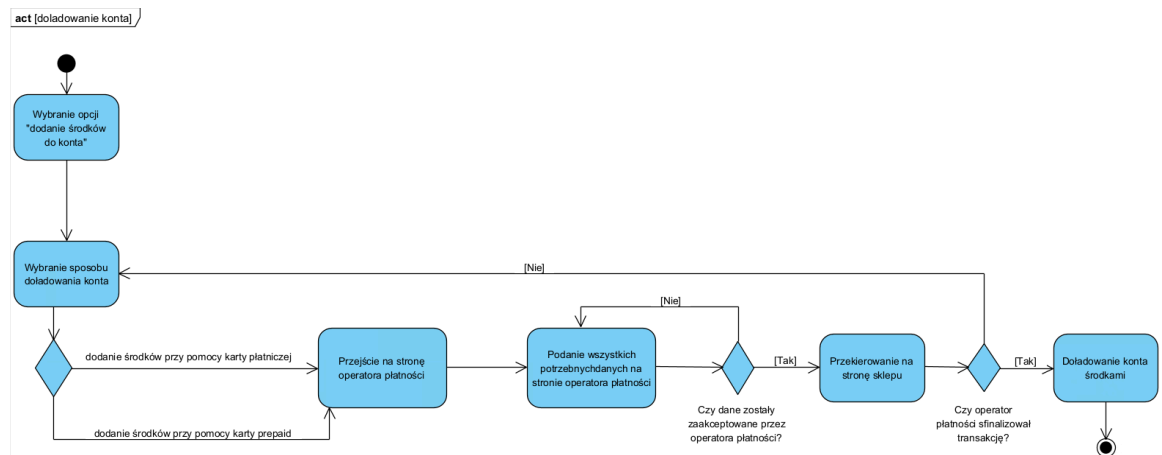 act [doladowanie konta]
Wybranie opcji
"dodanie środków
do konta"
Wybranie sposobu
doładowania konta
[Nie]
[Nie]
dodanie środków przy pomocy karty płatniczej
dodanie środków przy pomocy karty prepaid
Przejście na stronę
operatora płatności
Podanie wszystkich
potrzebnychdanych na
stronie operatora płatności
[Tak]
Czy dane zostały
zaakceptowane przez
operatora płatności?
Przekierowanie na
stronę sklepu
[Tak]
Czy operator
płatności sfinalizował
transakcję?
Doładowanie konta
środkami